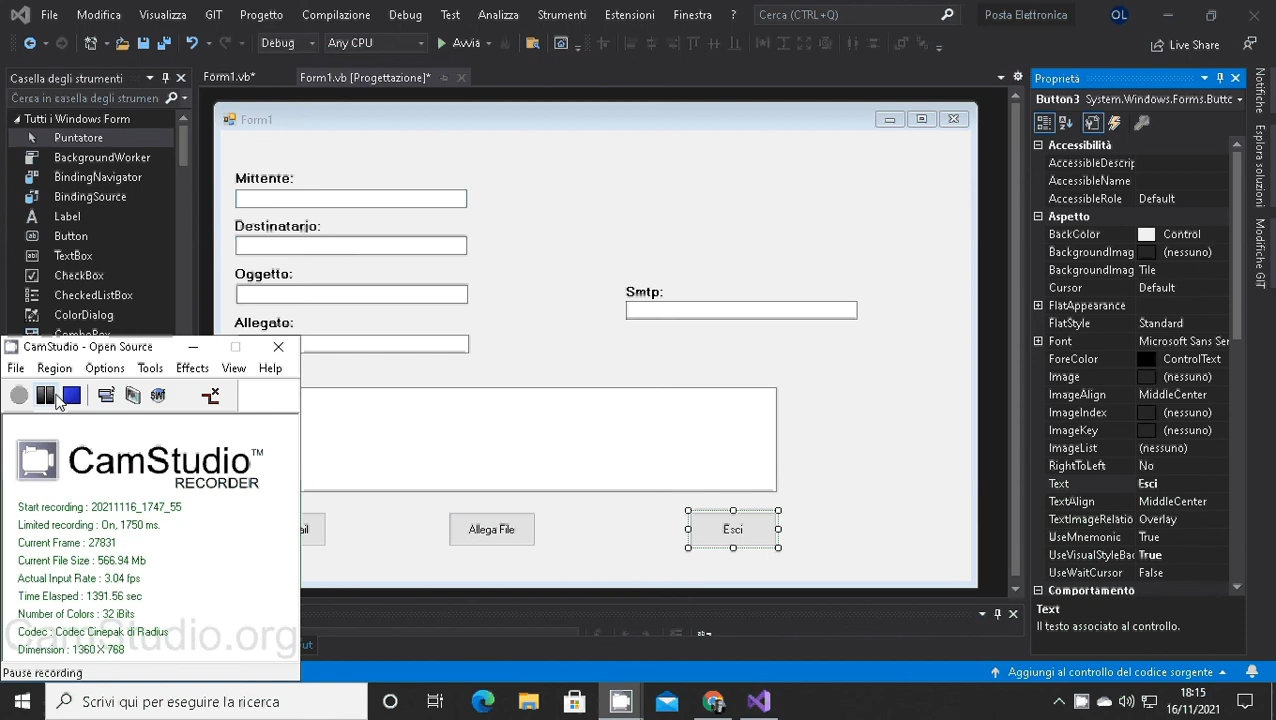 File Modifica Visualizza GIT Progetto Compilazione Debug Test Analizza Strumenti Estensioni Finestra ? Cerca (CTRL+Q) Posta Elettronica OL
Debug Any CPU Avvia Live Share
Casella degli strumenti
Cerca in casella degli strumen
Tutti i Windows Form
Puntatore
BackgroundWorker
BindingNavigator
BindingSource
Label
Button
TextBox
CheckBox
CheckedListBox
ColorDialog
ComboBox
Form1.vb* Form1.vb [Progettazione]*
Form1
Mittente:
Destinatario:
Oggetto:
Smtp:
Allegato:
ail
Allega File
Esci
CamStudio - Open Source
File Region Options Tools Effects View Help
CamStudio™
RECORDER
Start recording : 20211116_1747_55
Limited recording : On, 1750 ms.
Current Frame : 27831
Current File Size : 566.94 Mb
Actual Input Rate : 3.04 fps
Time Elasped : 1391.56 sec
Number of Colors : 32 iBits
Codec : Codec Cinepak di Radius
Dimension : 1360 X 768
CamStudio.org
Pause recording
ut
Proprietà
Button3 System.Windows.Forms.Buttc
Accessibilità
AccessibleDescrip
AccessibleName
AccessibleRole Default
Aspetto
BackColor Control
BackgroundImag (nessuno)
BackgroundImag Tile
Cursor Default
FlatAppearance
FlatStyle Standard
Font Microsoft Sans Ser
ForeColor ControlText
Image (nessuno)
ImageAlign MiddleCenter
ImageIndex (nessuno)
ImageKey (nessuno)
ImageList (nessuno)
RightToLeft No
Text Esci
TextAlign MiddleCenter
TextImageRelatio Overlay
UseMnemonic True
UseVisualStyleBac True
UseWaitCursor False
Comportamento
Text
Il testo associato al controllo.
Notifiche
Esplora soluzioni
Modifiche GIT
Aggiungi al controllo del codice sorgente
Scrivi qui per eseguire la ricerca
18:15
16/11/2021